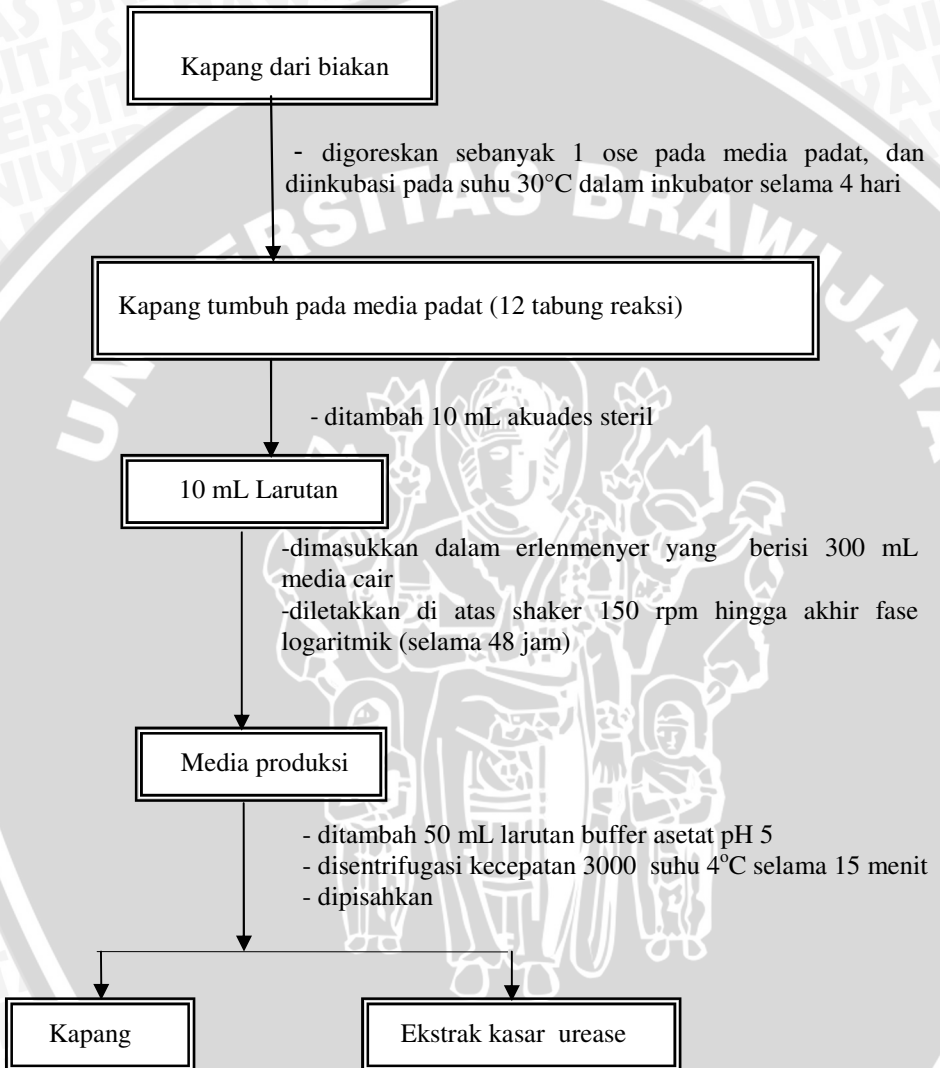 Kapang dari biakan
- digoreskan sebanyak 1 ose pada media padat, dan
diinkubasi pada suhu 30°C dalam inkubator selama 4 hari
UNIVERSITAS BRAWIJAYA
Kapang tumbuh pada media padat (12 tabung reaksi)
- ditambah 10 mL akuades steril
10 mL Larutan
-dimasukkan dalam erlenmenyer yang berisi 300 mL
media cair
-diletakkan di atas shaker 150 rpm hingga akhir fase
logaritmik (selama 48 jam)
Media produksi
- ditambah 50 mL larutan buffer asetat pH 5
- disentrifugasi kecepatan 3000 suhu 4°C selama 15 menit
- dipisahkan
Kapang
Ekstrak kasar urease